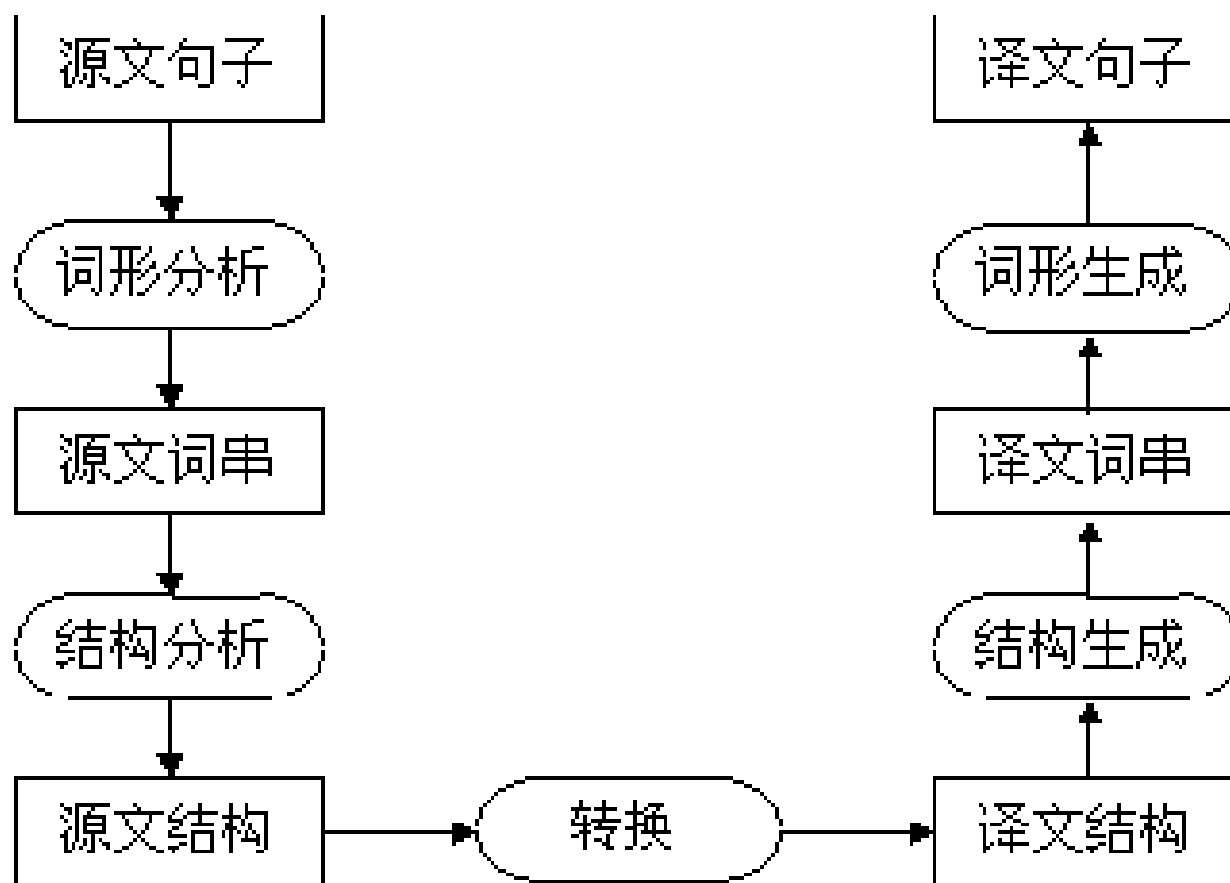 源文句子
译文句子
词形分析
词形生成
源文词串
译文词串
结构分析
结构生成
源文结构
转换
译文结构